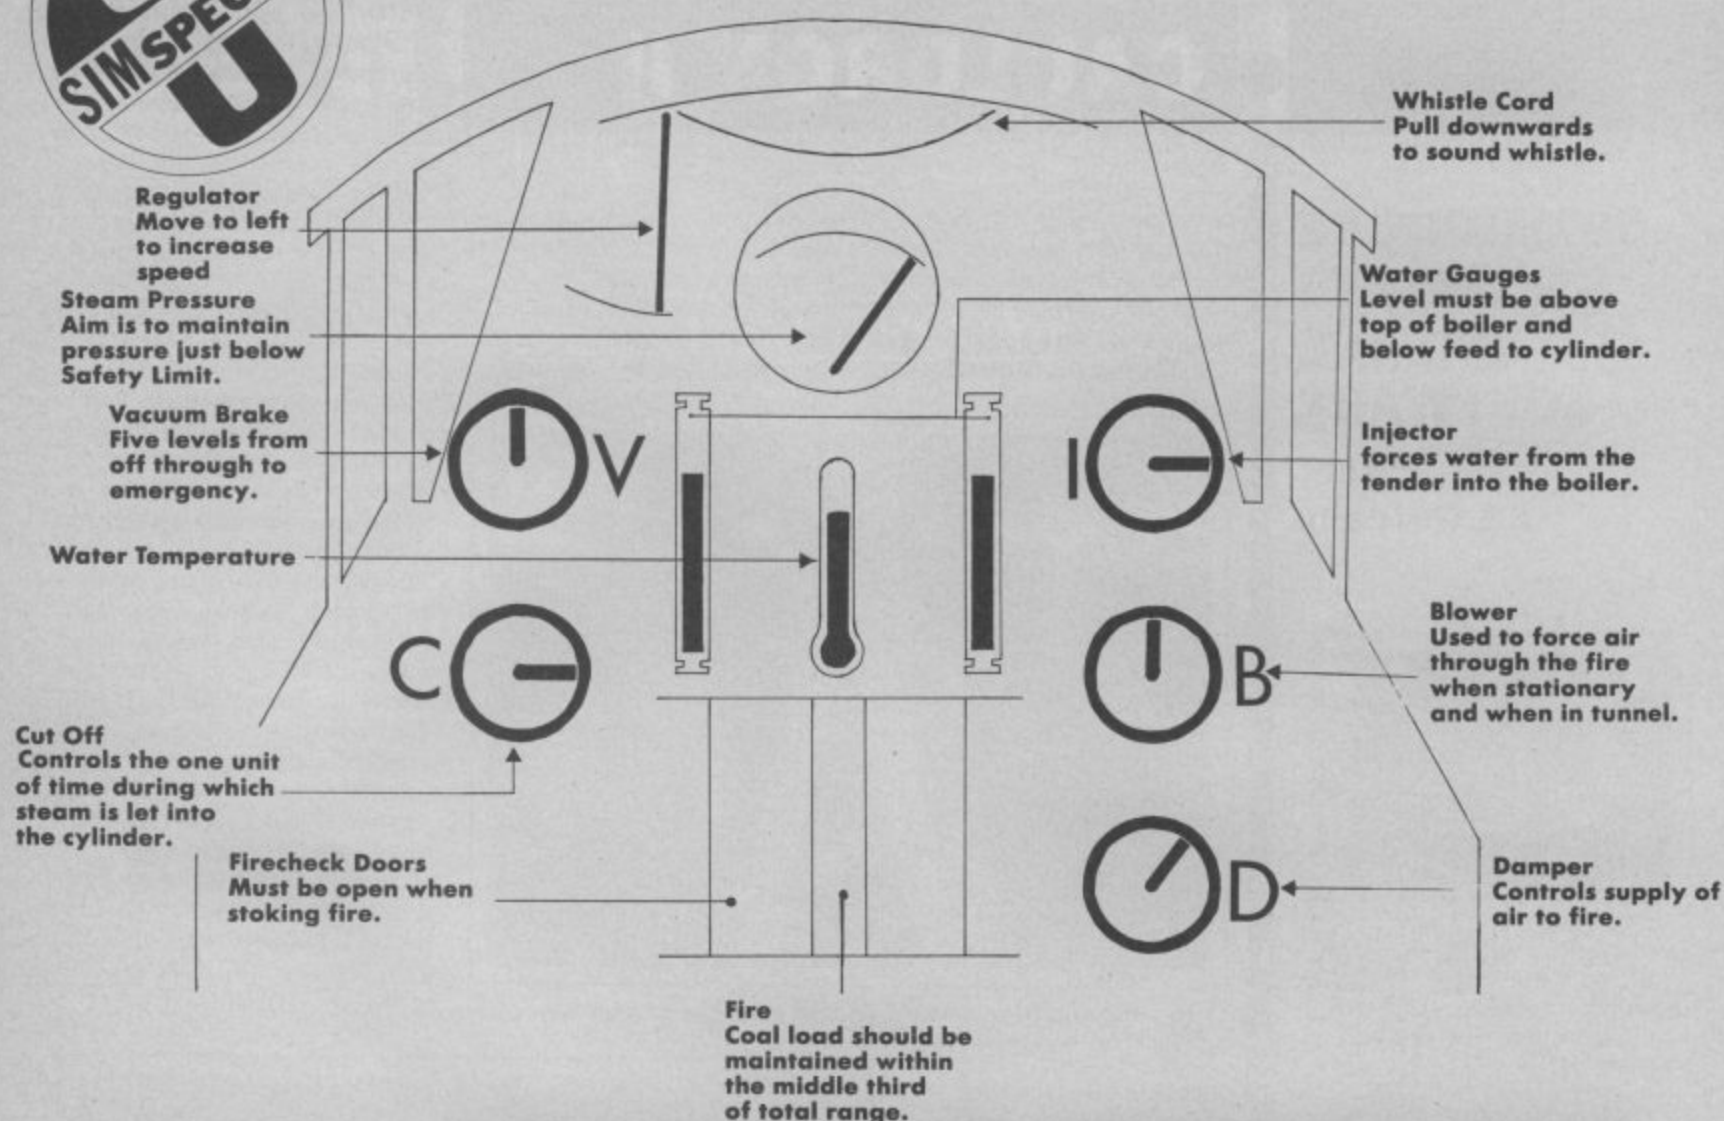 SIM SPEC
U
Whistle Cord
Pull downwards
to sound whistle.
Regulator
Move to left
to increase
speed
Steam Pressure
Aim is to maintain
pressure just below
Safety Limit.
Water Gauges
Level must be above
top of boiler and
below feed to cylinder.
Vacuum Brake
Five levels from
off through to
emergency.
V
I
Injector
forces water from the
tender into the boiler.
Water Temperature
C
B
Blower
Used to force air
through the fire
when stationary
and when in tunnel.
Cut Off
Controls the one unit
of time during which
steam is let into
the cylinder.
Firecheck Doors
Must be open when
stoking fire.
D
Damper
Controls supply of
air to fire.
Fire
Coal load should be
maintained within
the middle third
of total range.